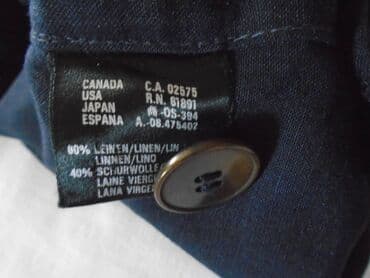 CANADA C.A. 02575
USA R.N. 61891
JAPAN -OS-394
ESPANA A.-08.475402
60% LEINEN/LINEN/LIN
LINNEN/LINO
40% SCHURWOLLE
LAINE VIERGE
LANA VIRGEN